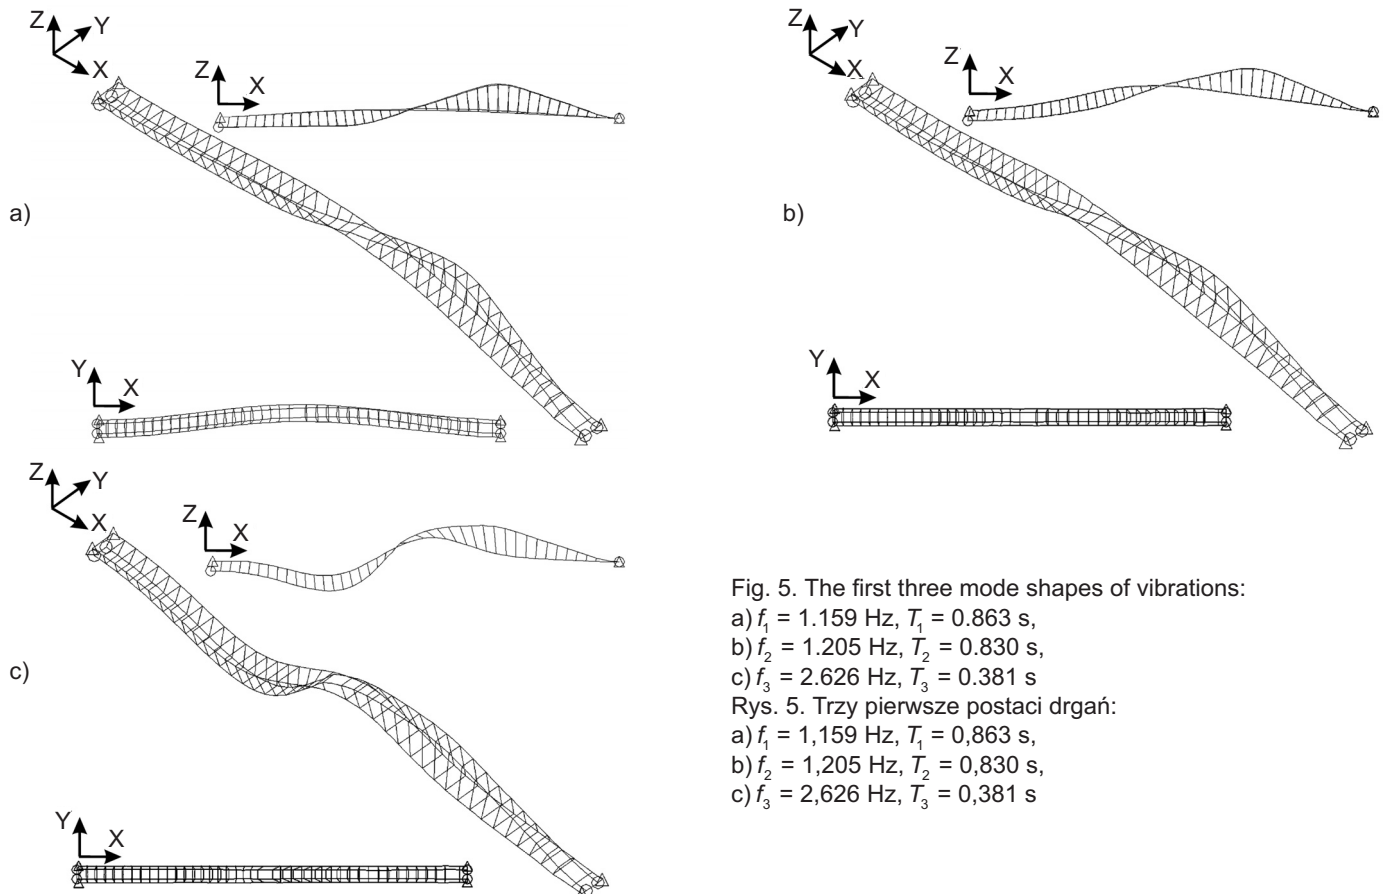 Z
Y
X
Z
X
a)
Y
X
Z
Y
X
Z
X
b)
Y
X
Z
Y
X
Z
X
c)
Y
X
Fig. 5. The first three mode shapes of vibrations:
a) f₁ = 1.159 Hz, T₁ = 0.863 s,
b) f₂ = 1.205 Hz, T₂ = 0.830 s,
c) f₃ = 2.626 Hz, T₃ = 0.381 s
Rys. 5. Trzy pierwsze postaci drgań:
a) f₁ = 1,159 Hz, T₁ = 0,863 s,
b) f₂ = 1,205 Hz, T₂ = 0,830 s,
c) f₃ = 2,626 Hz, T₃ = 0,381 s